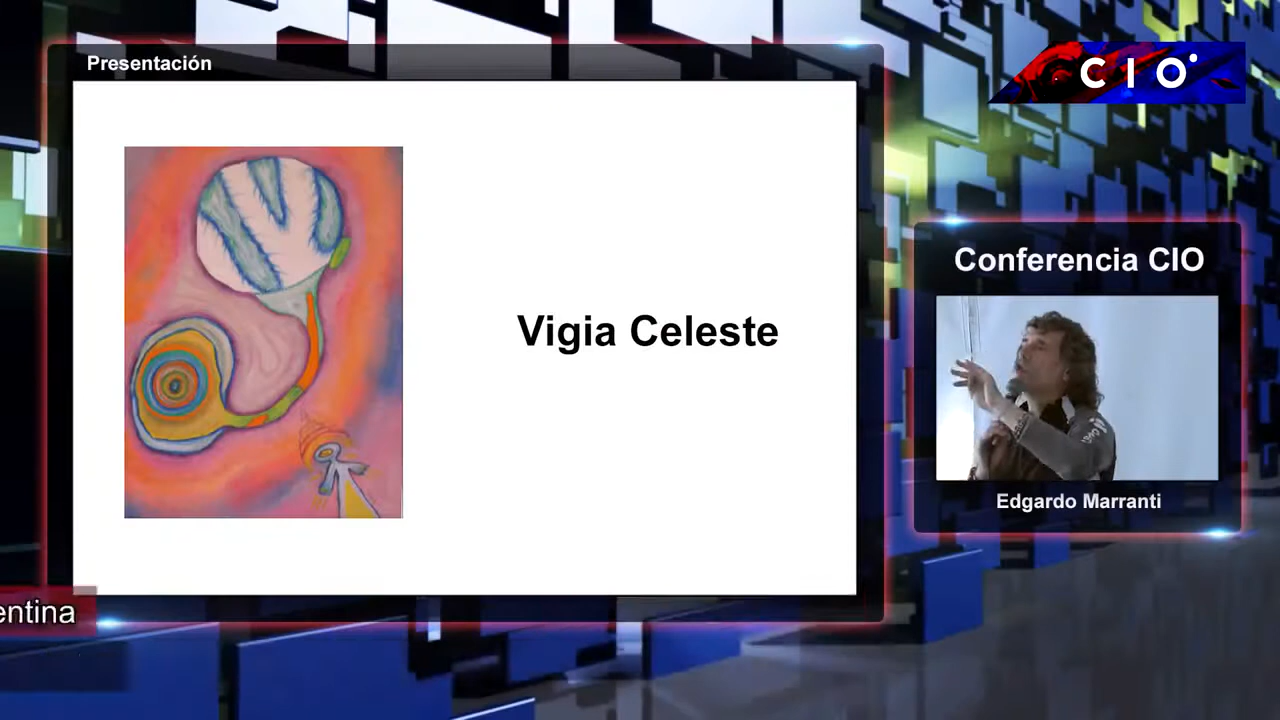 Presentación
CIO
Vigia Celeste
Conferencia CIO
Edgardo Marranti
entina